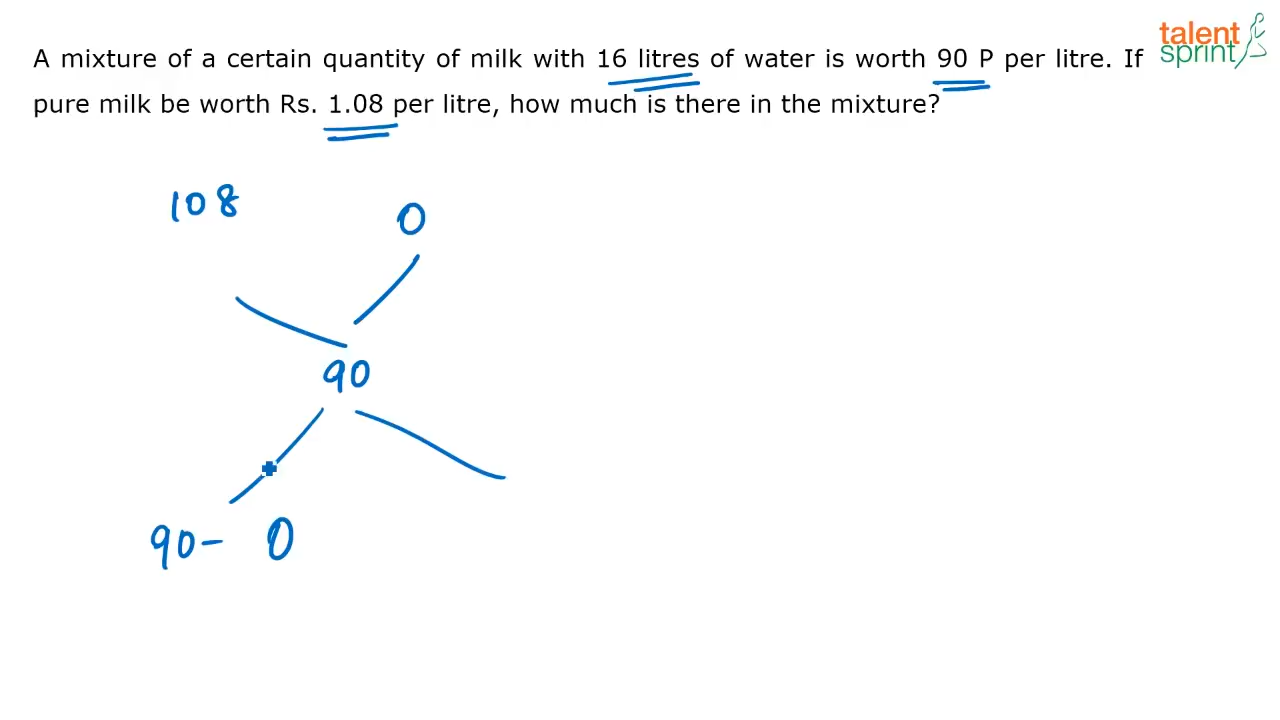 talent
sprint
A mixture of a certain quantity of milk with 16 litres of water is worth 90 P per litre. If
pure milk be worth Rs. 1.08 per litre, how much is there in the mixture?
108
0
90
90- 0